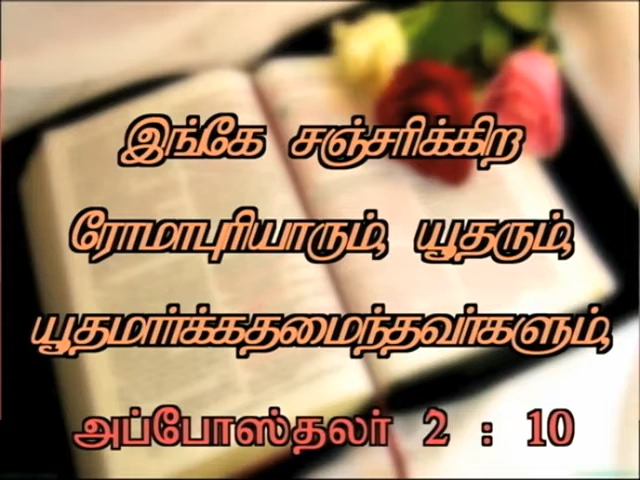 இங்கே சஞ்சரிக்கிற
ரோமாபுரியாரும், யூதரும்,
யூதமார்க்கதமைந்தவர்களும்,
அப்போஸ்தலர் 2 : 10